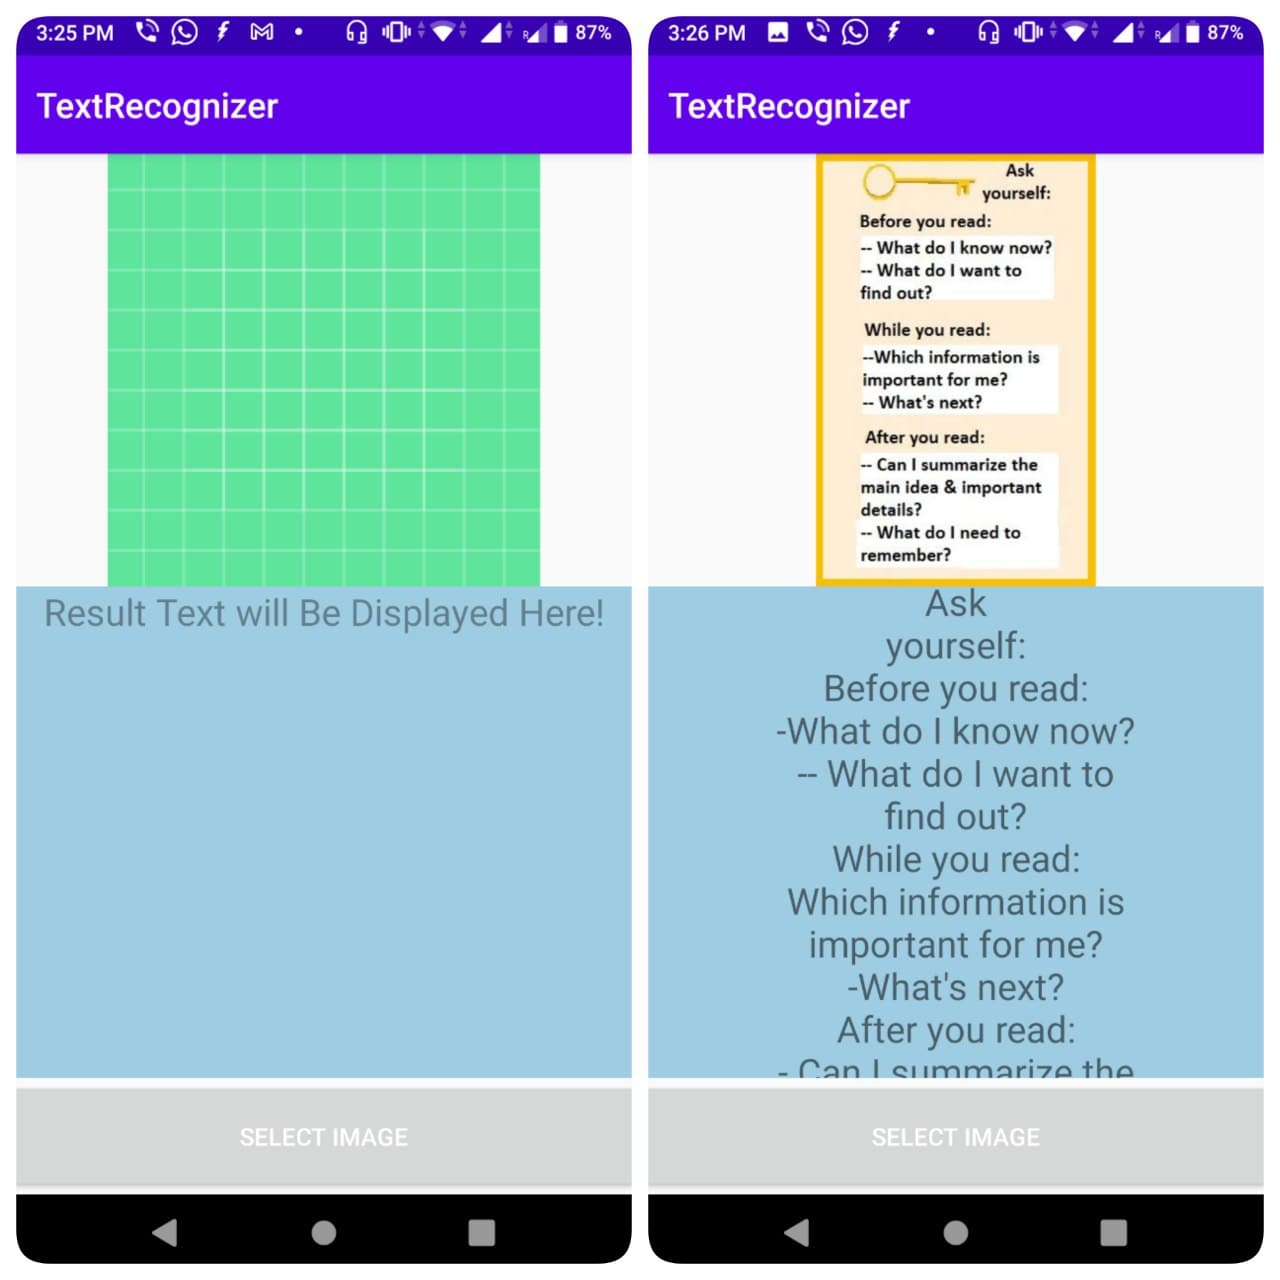 3:25 PM
87%
TextRecognizer
Result Text will Be Displayed Here!
SELECT IMAGE
3:26 PM
R
87%
TextRecognizer
Ask
yourself:
Before you read:
-- What do I know now?
-- What do I want to
find out?
While you read:
--Which information is
important for me?
-- What's next?
After you read:
-- Can I summarize the
main idea & important
details?
-- What do I need to
remember?
Ask
yourself:
Before you read:
-What do I know now?
-- What do I want to
find out?
While you read:
Which information is
important for me?
-What's next?
After you read:
- Can I summarize the
SELECT IMAGE